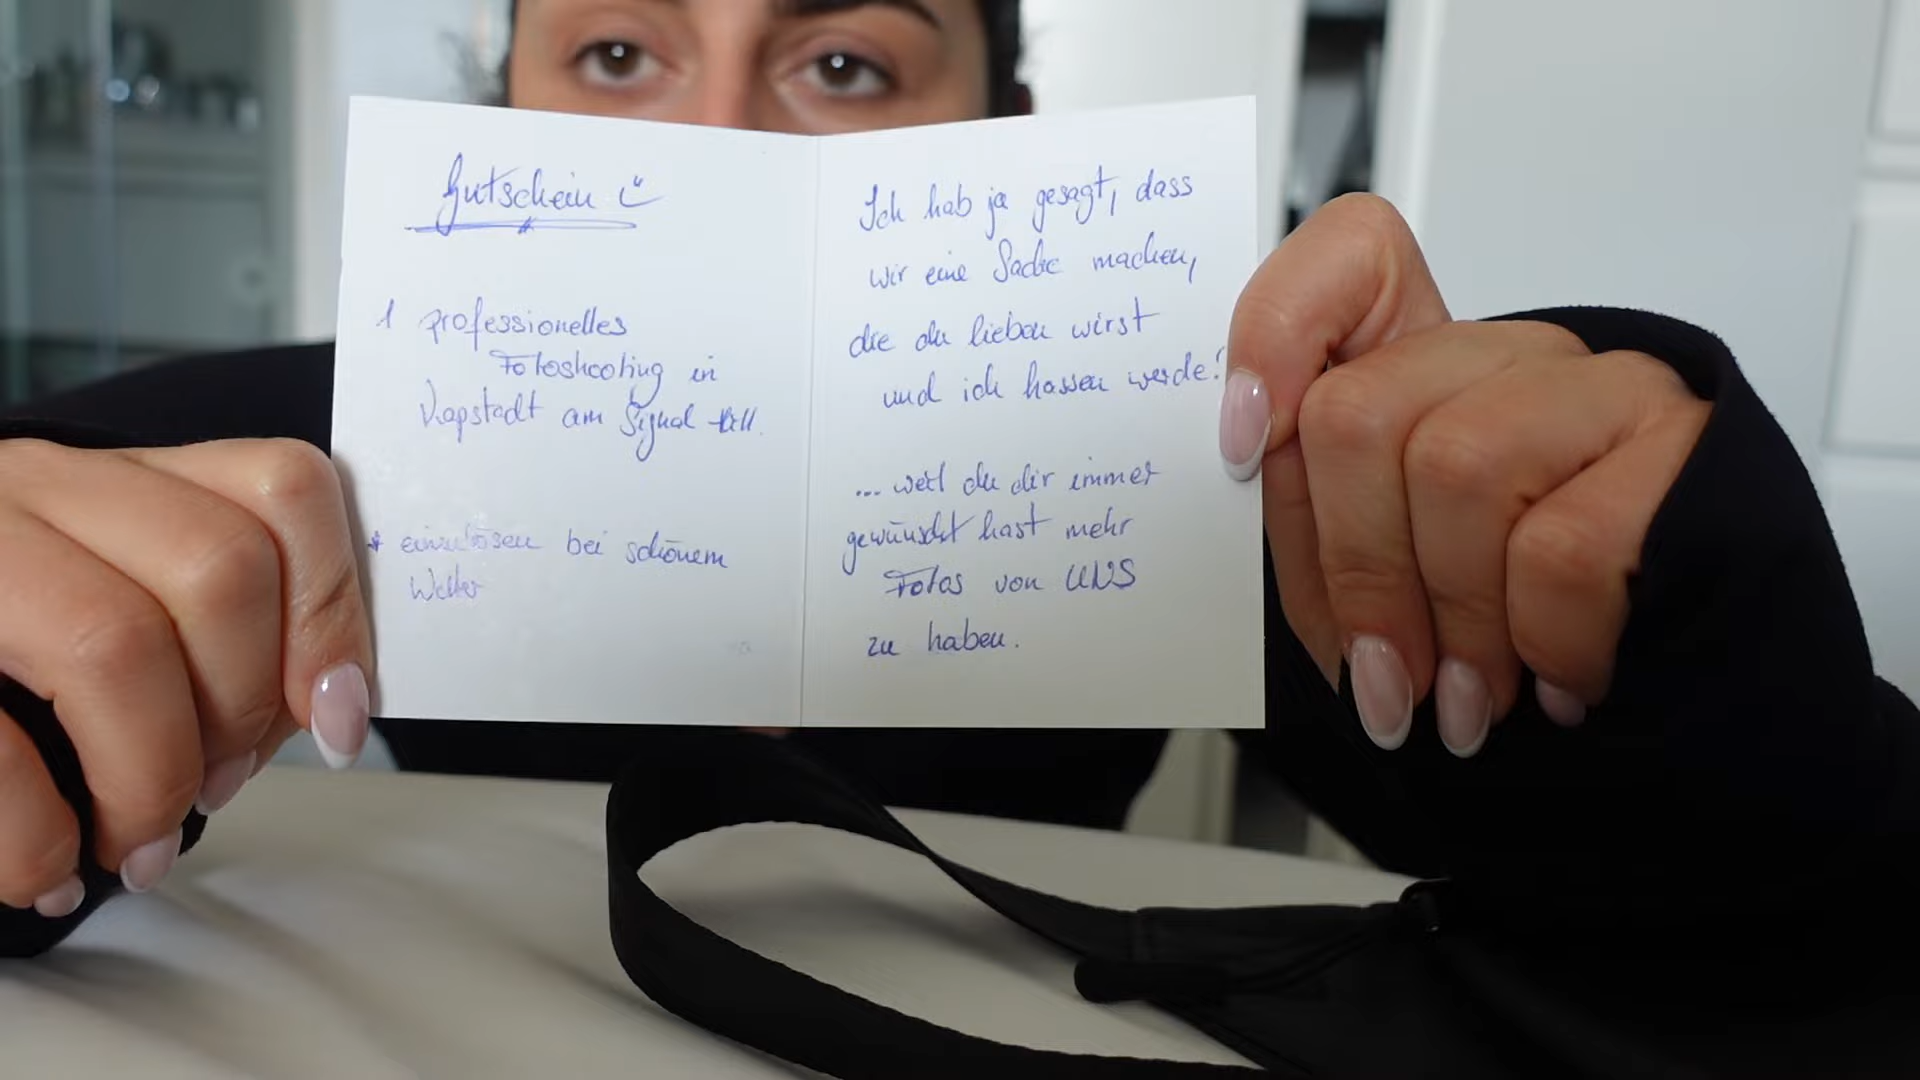 Gutschein
1 professionelles
Fotoshooting in
Kapstadt am Signal Hill.
* einzulösen bei schönem
Wetter
Ich hab ja gesagt, dass
wir eine Sache machen,
die du lieben wirst
und ich hassen werde!
... weil du dir immer
gewünscht hast mehr
Fotos von UNS
zu haben.